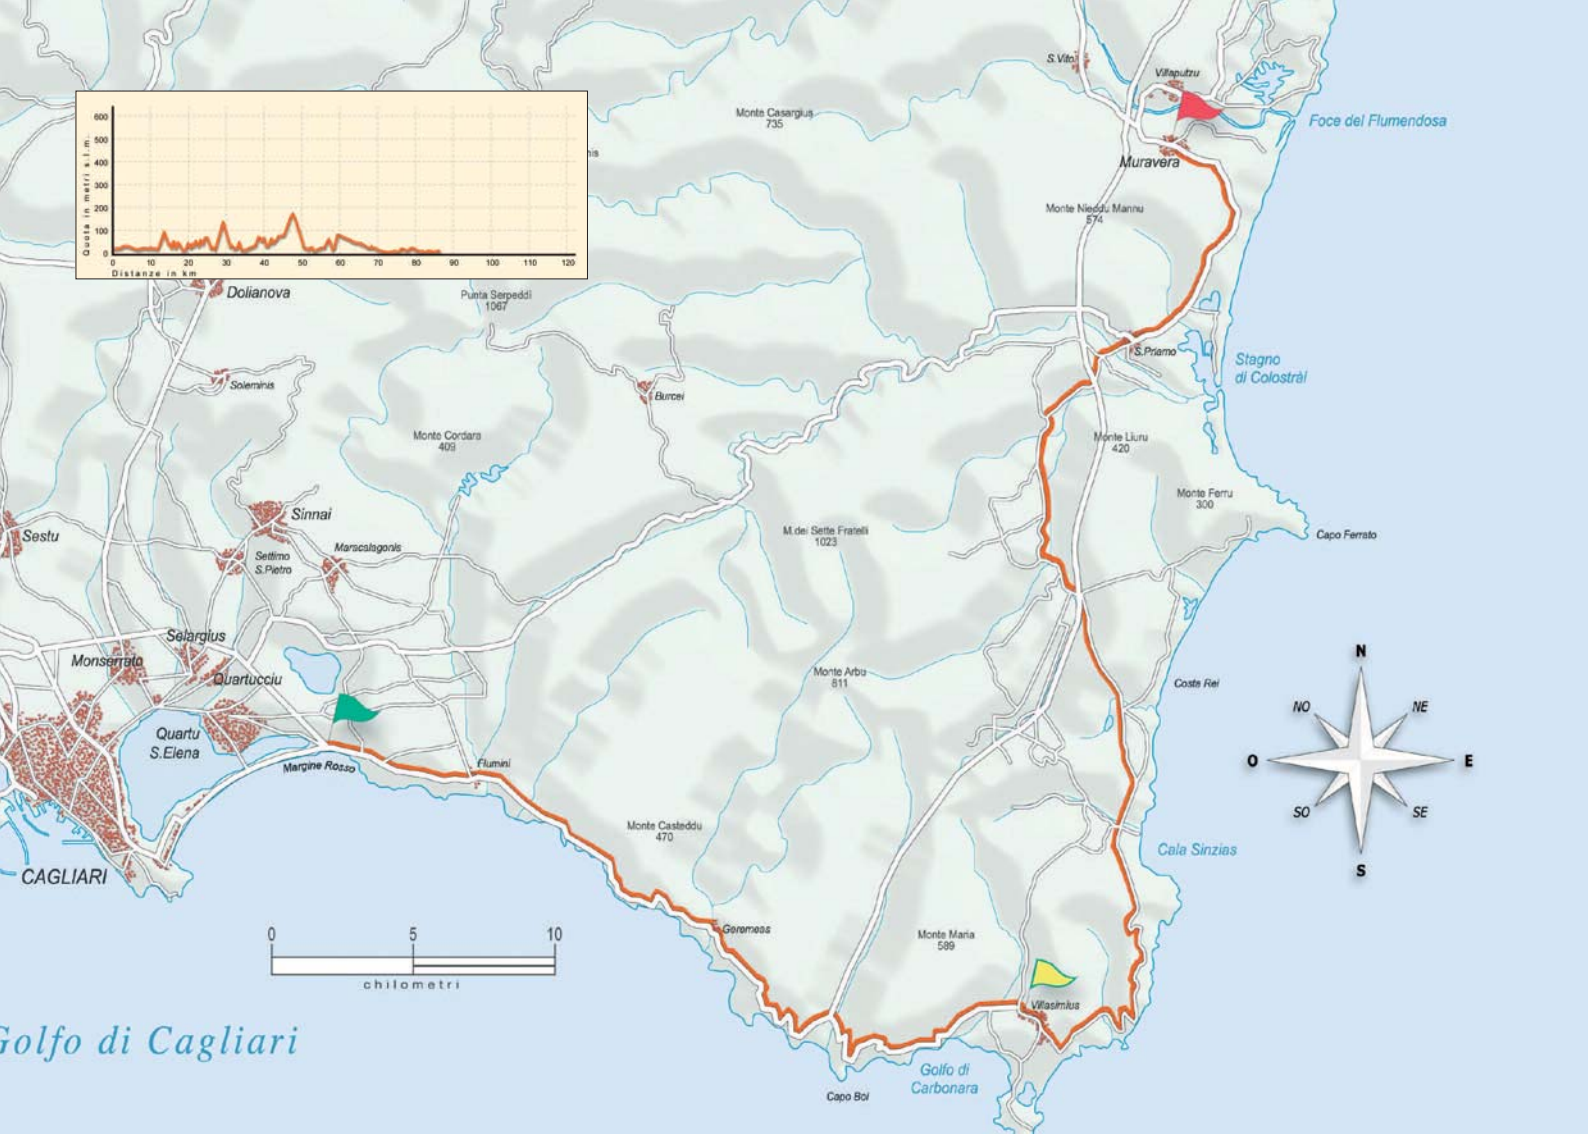 S.Vito
Villaputzu
Foce del Flumendosa
Muravera
Monte Casargius
735
nis
Monte Nieddu Mannu
574
600
500
400
300
200
100
0
Quota in metri s.l.m.
0 10 20 30 40 50 60 70 80 90 100 110 120
Distanze in km
Dolianova
Punta Serpeddi
1067
S.Priamo
Stagno
di Colostrài
Soleminis
Burcei
Monte Cordara
409
Monte Liuru
420
Monte Ferru
300
Capo Ferrato
Sinnai
Sestu
Settimo
S.Pietro
Maracalagonis
M.dei Sette Fratelli
1023
Selargius
Monserrato
Quartucciu
Monte Arbu
811
Costa Rei
Quartu
S.Elena
Margine Rosso
Flumini
N
NO
NE
O
E
SO
SE
S
Monte Casteddu
470
Cala Sinzias
CAGLIARI
0 5 10
chilometri
Geremeas
Monte Maria
589
Villasimius
Golfo di Cagliari
Golfo di
Carbonara
Capo Boi